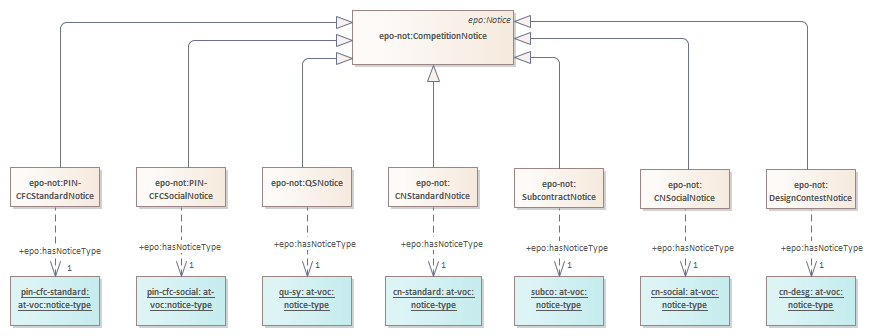 epo:Notice
epo-not:CompetitionNotice
epo-not:PIN-
CFCStandardNotice
epo-not:PIN-
CFCSocialNotice
epo-not:QSNotice
epo-not:
CNStandardNotice
epo-not:
SubcontractNotice
epo-not:
CNSocialNotice
epo-not:
DesignContestNotice
+epo:hasNoticeType
1
+epo:hasNoticeType
1
+epo:hasNoticeType
1
+epo:hasNoticeType
1
+epo:hasNoticeType
1
+epo:hasNoticeType
1
+epo:hasNoticeType
1
pin-cfc-standard:
at-voc:notice-type
pin-cfc-social: at-
voc:notice-type
qu-sy: at-voc:
notice-type
cn-standard: at-voc:
notice-type
subco: at-voc:
notice-type
cn-social: at-voc:
notice-type
cn-desg: at-voc:
notice-type